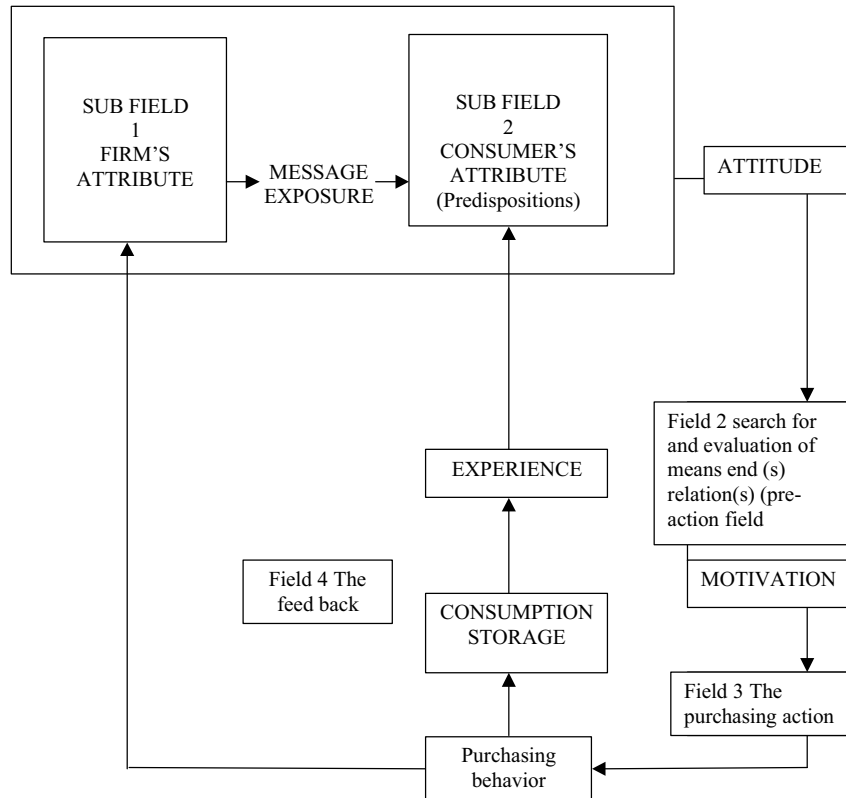 SUB FIELD
1
FIRM’S
ATTRIBUTE
MESSAGE
EXPOSURE
SUB FIELD
2
CONSUMER’S
ATTRIBUTE
(Predispositions)
ATTITUDE
Field 2 search for
and evaluation of
means end (s)
relation(s) (pre-
action field
MOTIVATION
Field 3 The
purchasing action
Purchasing
behavior
CONSUMPTION
STORAGE
EXPERIENCE
Field 4 The
feed back